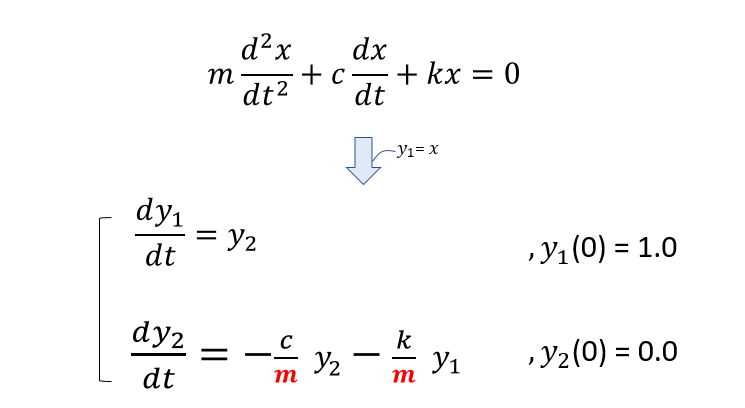 m d²x/dt² + c dx/dt + kx = 0
y₁= x
dy₁/dt = y₂ , y₁(0) = 1.0
dy₂/dt = −c/m y₂ − k/m y₁ , y₂(0) = 0.0